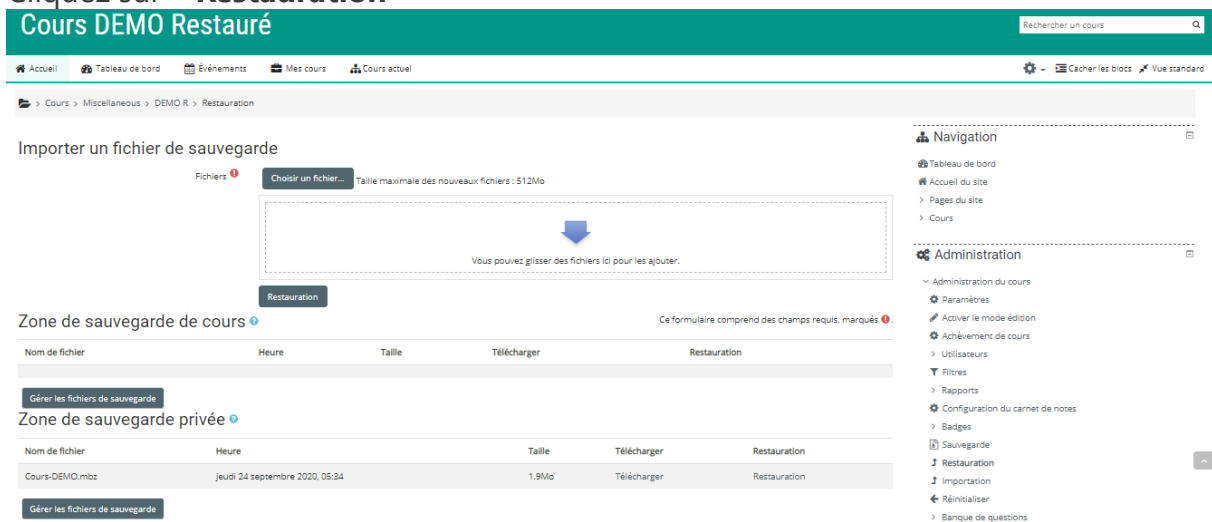 Cliquez sur « Restauration »
Cours DEMO Restauré
Rechercher un cours
Accueil Tableau de bord Événements Mes cours Cours actuel
Cacher les blocs Vue standard
> Cours > Miscellaneous > DEMO R > Restauration
Importer un fichier de sauvegarde
Fichiers
Choisir un fichier... Taille maximale des nouveaux fichiers : 512Mo
Vous pouvez glisser des fichiers ici pour les ajouter.
Restauration
Zone de sauvegarde de cours
Ce formulaire comprend des champs requis, marqués .
Nom de fichier Heure Taille Télécharger Restauration
Gérer les fichiers de sauvegarde
Zone de sauvegarde privée
Nom de fichier Heure Taille Télécharger Restauration
Cours-DEMO.mbz jeudi 24 septembre 2020, 05:34 1.9Mo Télécharger Restauration
Gérer les fichiers de sauvegarde
Navigation
Tableau de bord
Accueil du site
> Pages du site
> Cours
Administration
Administration du cours
Paramètres
Activer le mode édition
Achèvement de cours
> Utilisateurs
Filtres
> Rapports
Configuration du carnet de notes
> Badges
Sauvegarde
Restauration
Importation
Réinitialiser
> Banque de questions